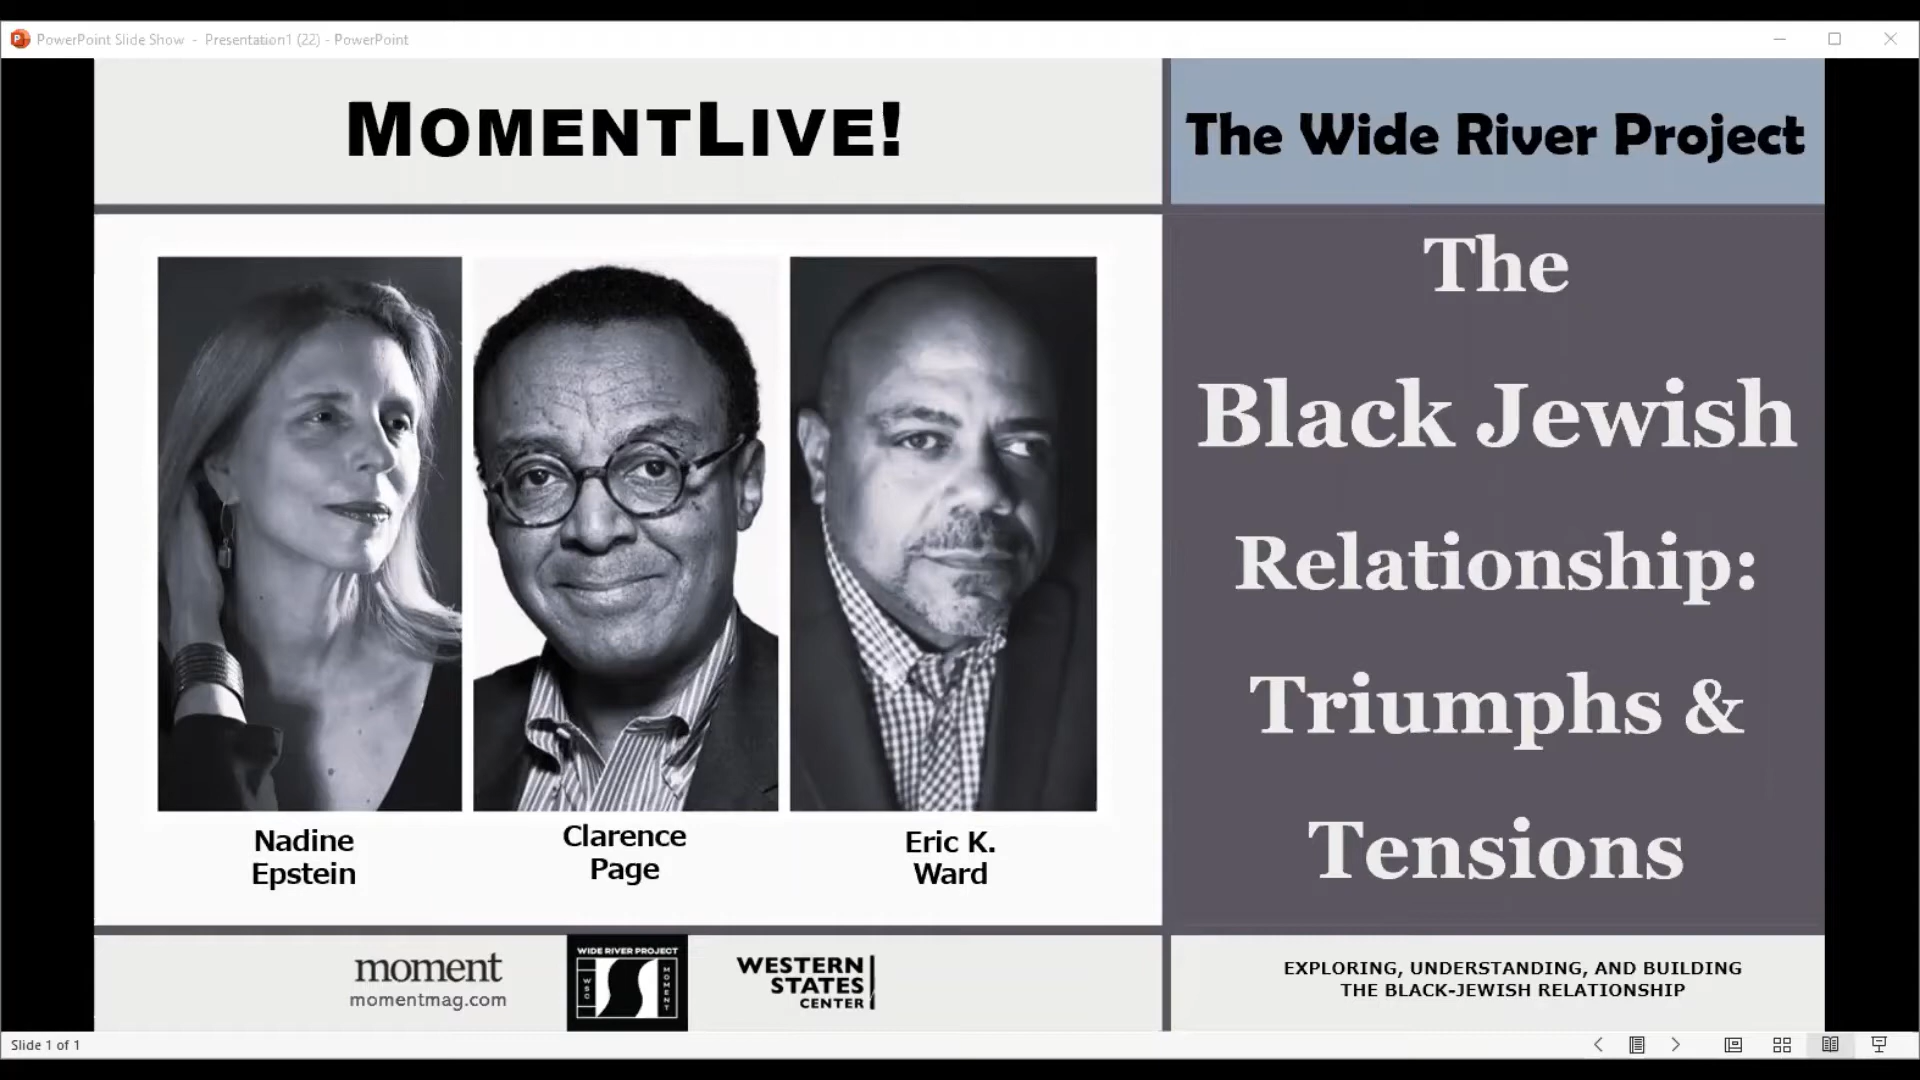 PowerPoint Slide Show - Presentation1 (22) - PowerPoint
MOMENTLIVE!
The Wide River Project
The
Black Jewish
Relationship:
Triumphs &
Tensions
Nadine
Epstein
Clarence
Page
Eric K.
Ward
moment
momentmag.com
WIDE RIVER PROJECT
WSC
MOMENT
WESTERN
STATES
CENTER
EXPLORING, UNDERSTANDING, AND BUILDING
THE BLACK-JEWISH RELATIONSHIP
Slide 1 of 1